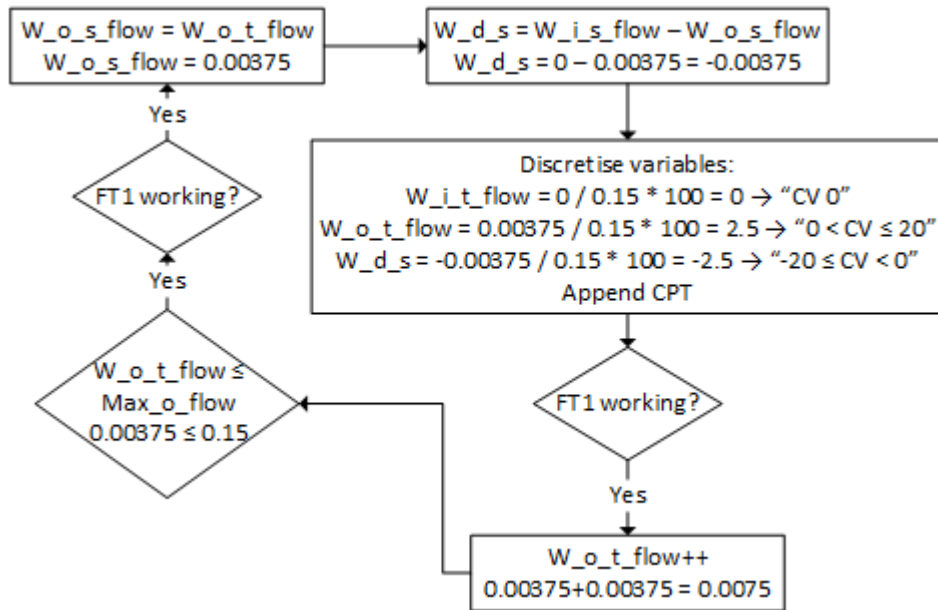 W_o_s_flow = W_o_t_flow
W_o_s_flow = 0.00375
W_d_s = W_i_s_flow – W_o_s_flow
W_d_s = 0 – 0.00375 = -0.00375
Yes
FT1 working?
Discretise variables:
W_i_t_flow = 0 / 0.15 * 100 = 0 → “CV 0”
W_o_t_flow = 0.00375 / 0.15 * 100 = 2.5 → “0 < CV ≤ 20”
W_d_s = -0.00375 / 0.15 * 100 = -2.5 → “-20 ≤ CV < 0”
Append CPT
Yes
W_o_t_flow ≤
Max_o_flow
0.00375 ≤ 0.15
FT1 working?
Yes
W_o_t_flow++
0.00375+0.00375 = 0.0075